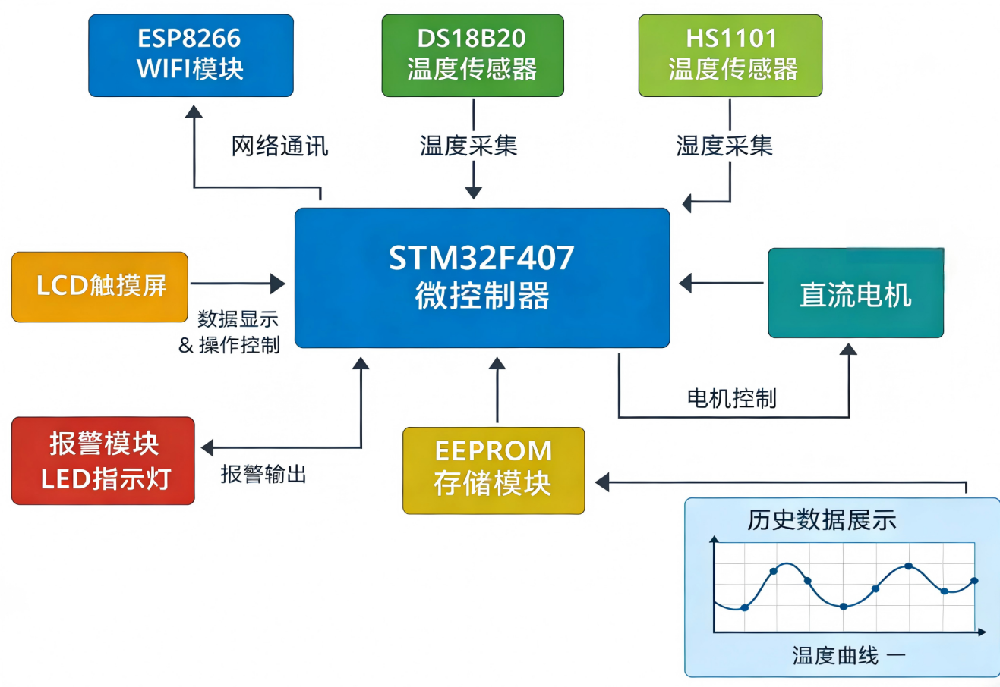 ESP8266
WIFI模块
DS18B20
温度传感器
HS1101
温度传感器
网络通讯
温度采集
湿度采集
STM32F407
微控制器
LCD触摸屏
直流电机
数据显示
& 操作控制
电机控制
报警模块
LED指示灯
报警输出
EEPROM
存储模块
历史数据展示
温度曲线 —